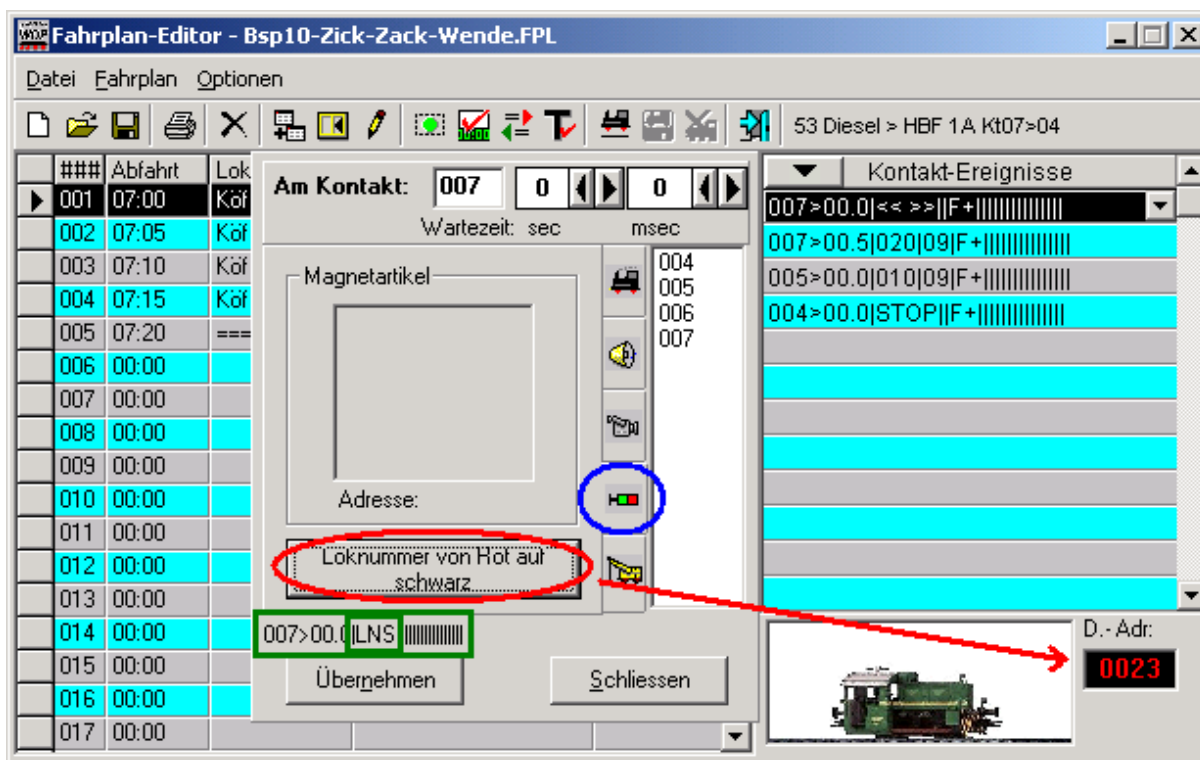 Fahrplan-Editor - Bsp10-Zick-Zack-Wende.FPL
Datei Fahrplan Optionen
53 Diesel > HBF 1A Kt07>04
### Abfahrt Lok
001 07:00 Köf
002 07:05 Köf
003 07:10 Köf
004 07:15 Köf
005 07:20 ===
006 00:00
007 00:00
008 00:00
009 00:00
010 00:00
011 00:00
012 00:00
013 00:00
014 00:00
015 00:00
016 00:00
017 00:00
Am Kontakt: 007 0 0
Wartezeit: sec msec
Magnetartikel
Adresse:
004
005
006
007
Loknummer von Rot auf
schwarz
007>00.0|LNS ||||||||||||||
Übernehmen Schliessen
Kontakt-Ereignisse
007>00.0|<< >>||F+|||||||||||||||
007>00.5|020|09|F+|||||||||||||||
005>00.0|010|09|F+|||||||||||||||
004>00.0|STOP||F+|||||||||||||||
D.- Adr:
0023